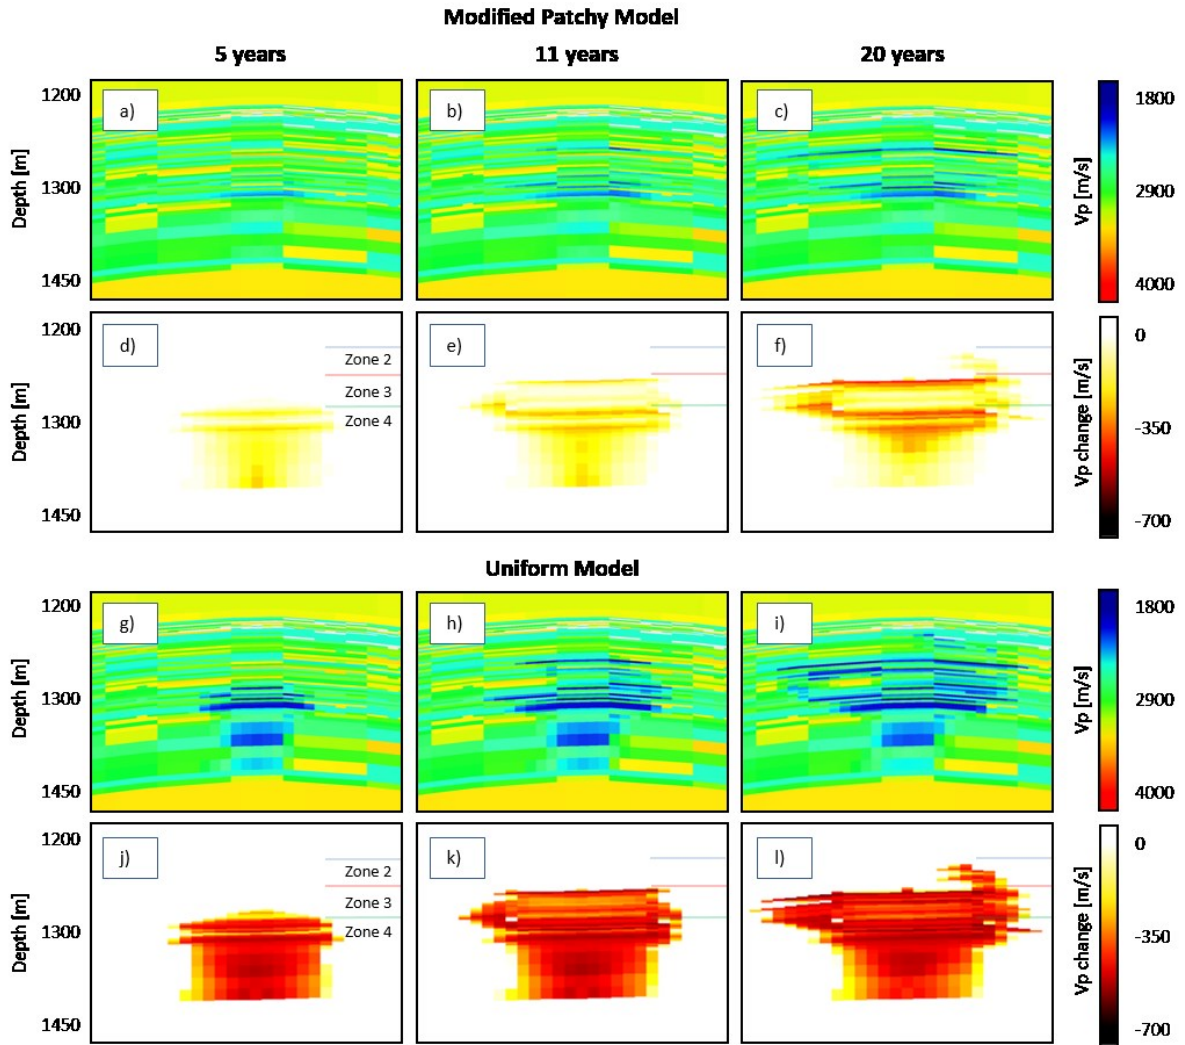 Modified Patchy Model
5 years 11 years 20 years
a) b) c)
1200
1300
1450
Depth [m]
1800
2900
4000
Vp [m/s]
d) e) f)
Zone 2
Zone 3
Zone 4
1200
1300
1450
Depth [m]
0
-350
-700
Vp change [m/s]
Uniform Model
g) h) i)
1200
1300
1450
Depth [m]
1800
2900
4000
Vp [m/s]
j) k) l)
Zone 2
Zone 3
Zone 4
1200
1300
1450
Depth [m]
0
-350
-700
Vp change [m/s]